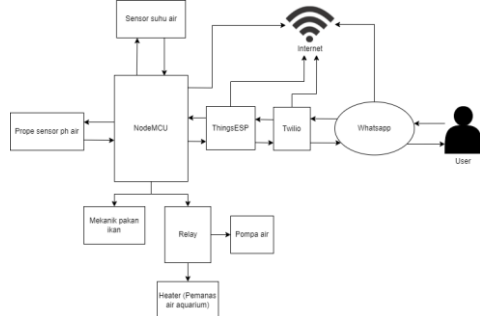 Sensor suhu air
Internet
Prope sensor ph air
NodeMCU
ThingsESP
Twilio
Whatsapp
User
Mekanik pakan
ikan
Relay
Pompa air
Heater (Pemanas
air aquarium)